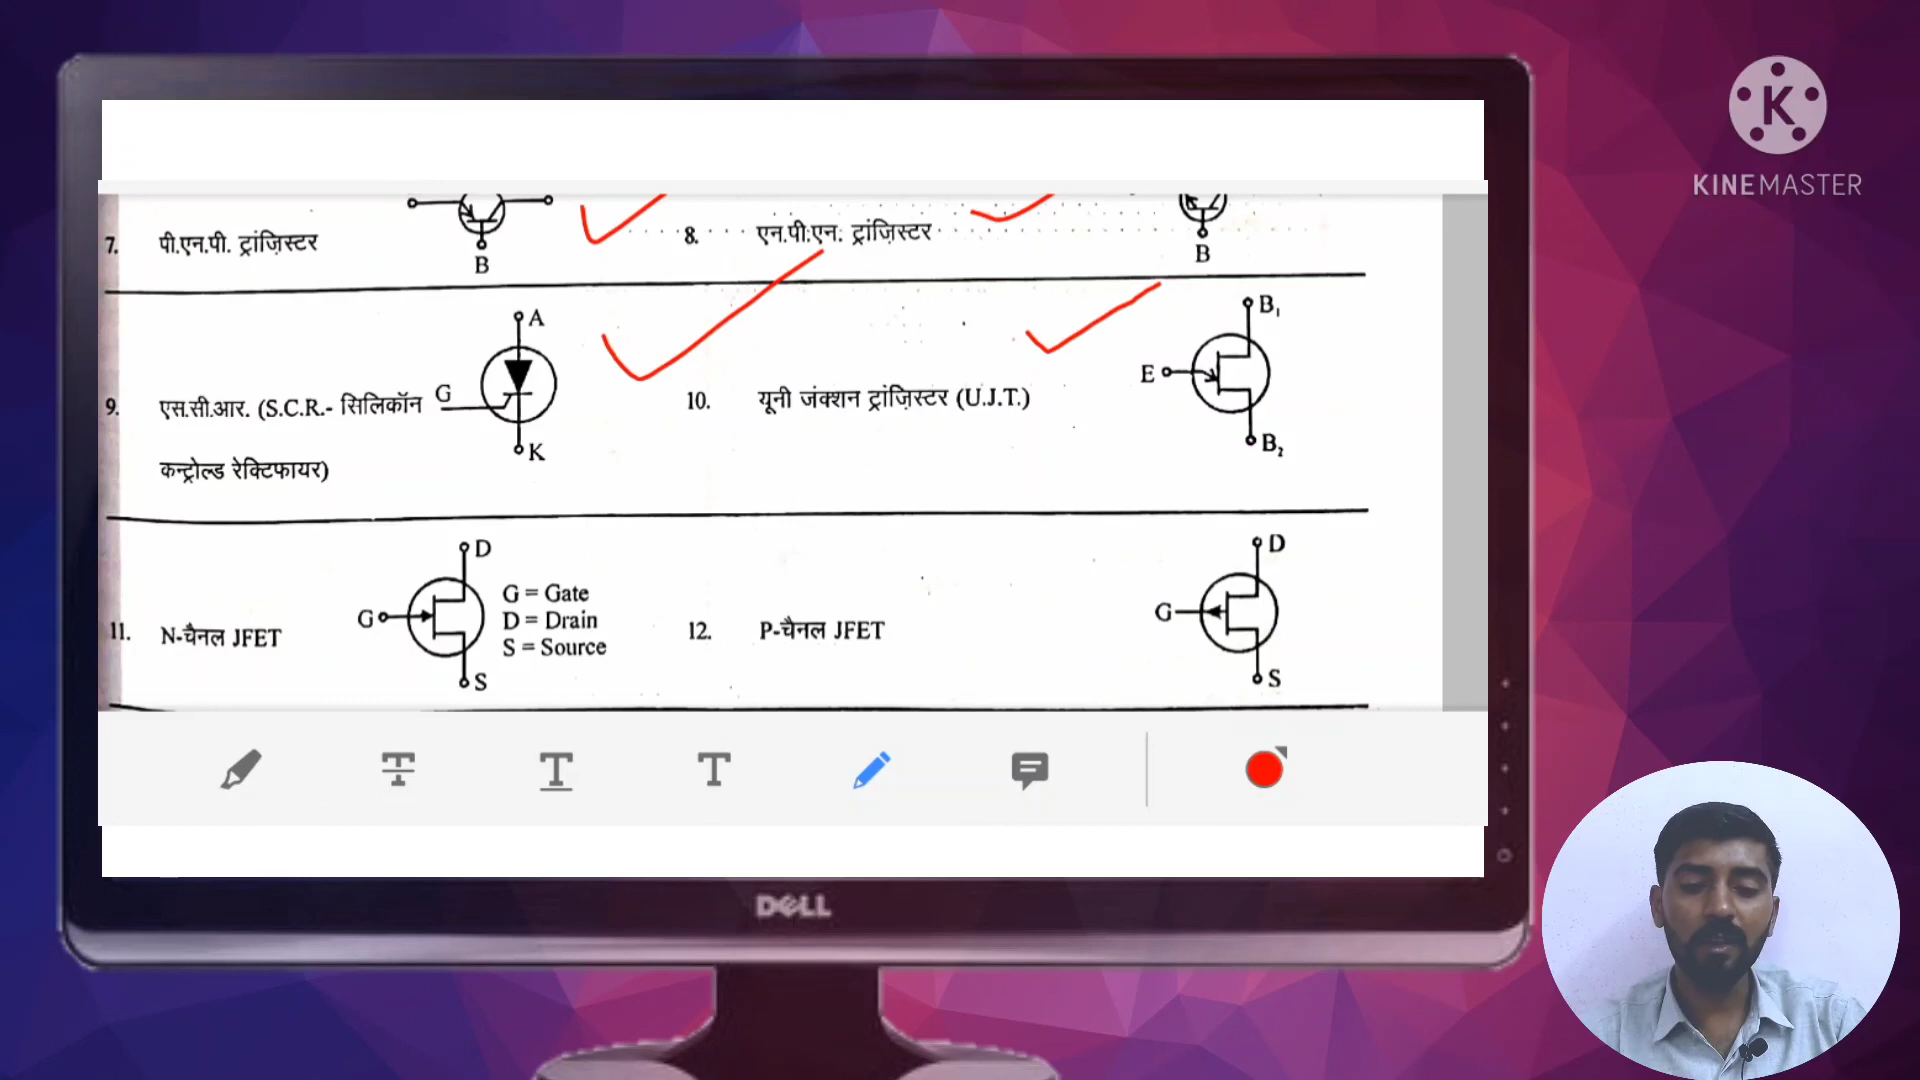 KINEMASTER
7. पी.एन.पी. ट्रांज़िस्टर
B
8. एन.पी.एन. ट्रांज़िस्टर
B
9. एस.सी.आर. (S.C.R.- सिलिकॉन
कन्ट्रोल्ड रेक्टिफायर)
A
G
K
10. यूनी जंक्शन ट्रांज़िस्टर (U.J.T.)
B₁
E
B₂
11. N-चैनल JFET
D
G
S
G = Gate
D = Drain
S = Source
12. P-चैनल JFET
D
G
S
DELL